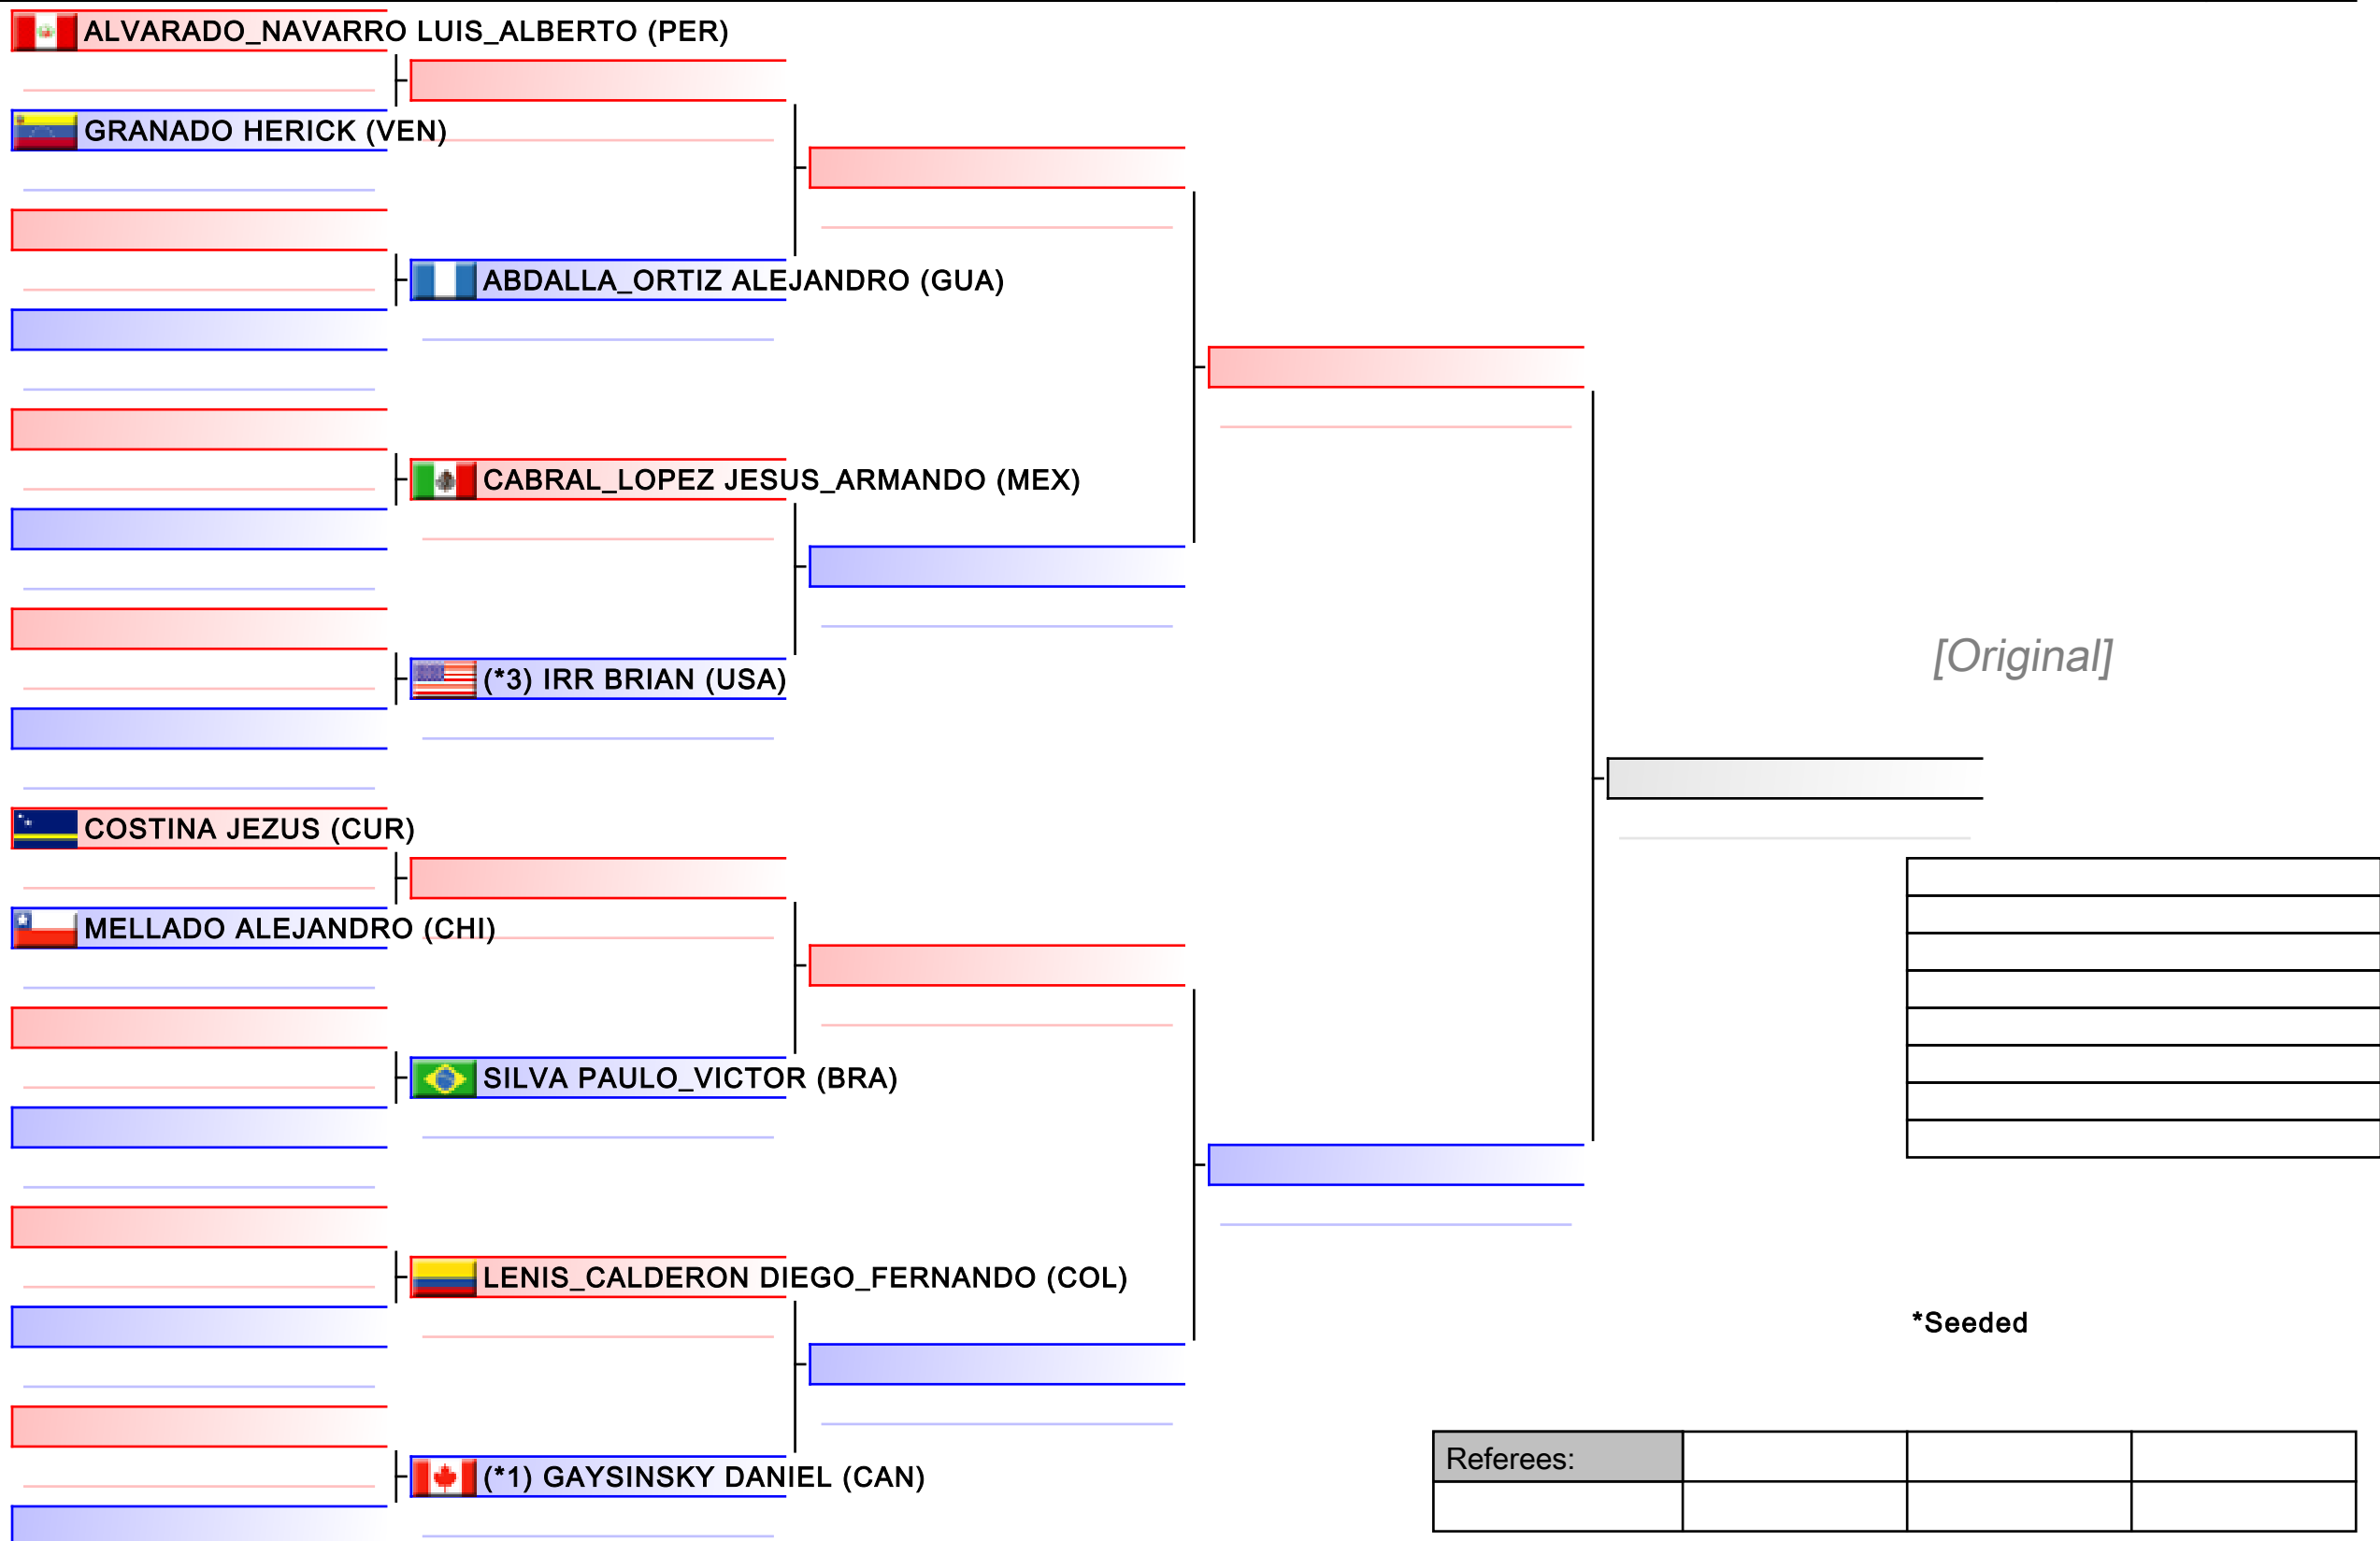 ALVARADO_NAVARRO LUIS_ALBERTO (PER)
GRANADO HERICK (VEN)
ABDALLA_ORTIZ ALEJANDRO (GUA)
CABRAL_LOPEZ JESUS_ARMANDO (MEX)
[Original]
(*3) IRR BRIAN (USA)
COSTINA JEZUS (CUR)
MELLADO ALEJANDRO (CHI)
SILVA PAULO_VICTOR (BRA)
LENIS_CALDERON DIEGO_FERNANDO (COL)
*Seeded
Referees:
(*1) GAYSINSKY DANIEL (CAN)